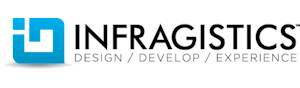 INFRAGISTICS™
DESIGN / DEVELOP / EXPERIENCE